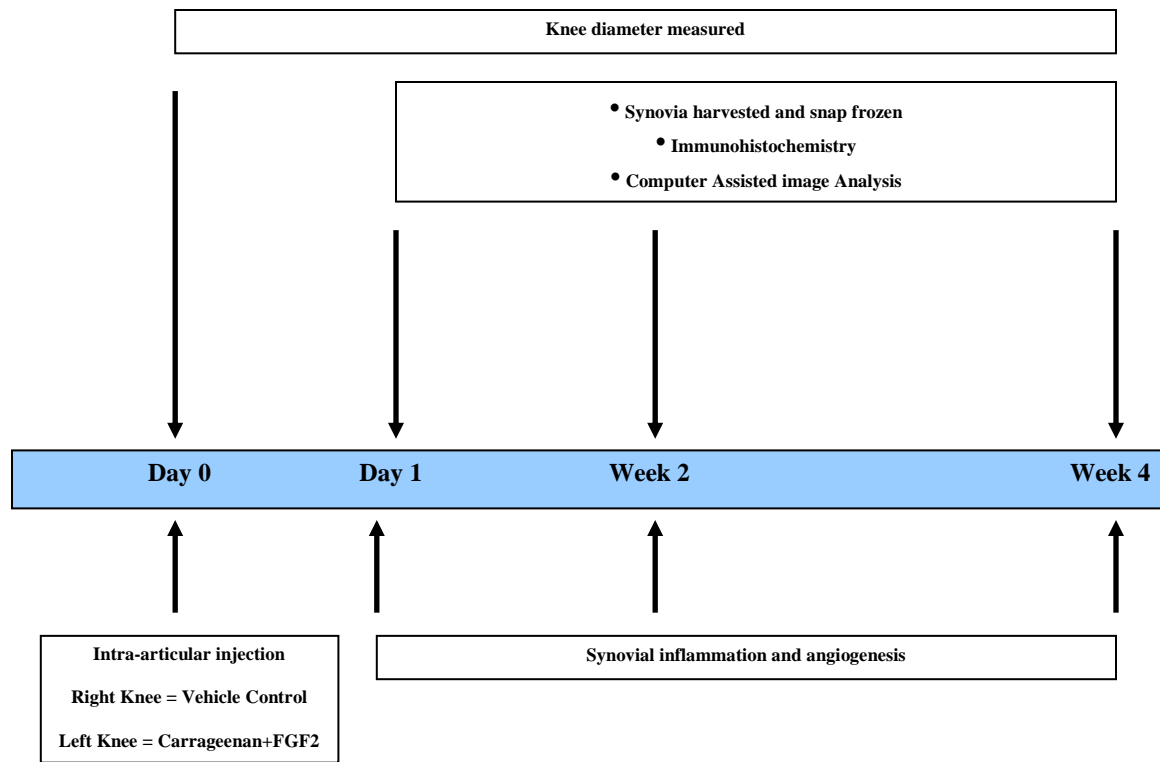 Knee diameter measured
• Synovia harvested and snap frozen
• Immunohistochemistry
• Computer Assisted image Analysis
Day 0
Day 1
Week 2
Week 4
Intra-articular injection
Right Knee = Vehicle Control
Left Knee = Carrageenan+FGF2
Synovial inflammation and angiogenesis